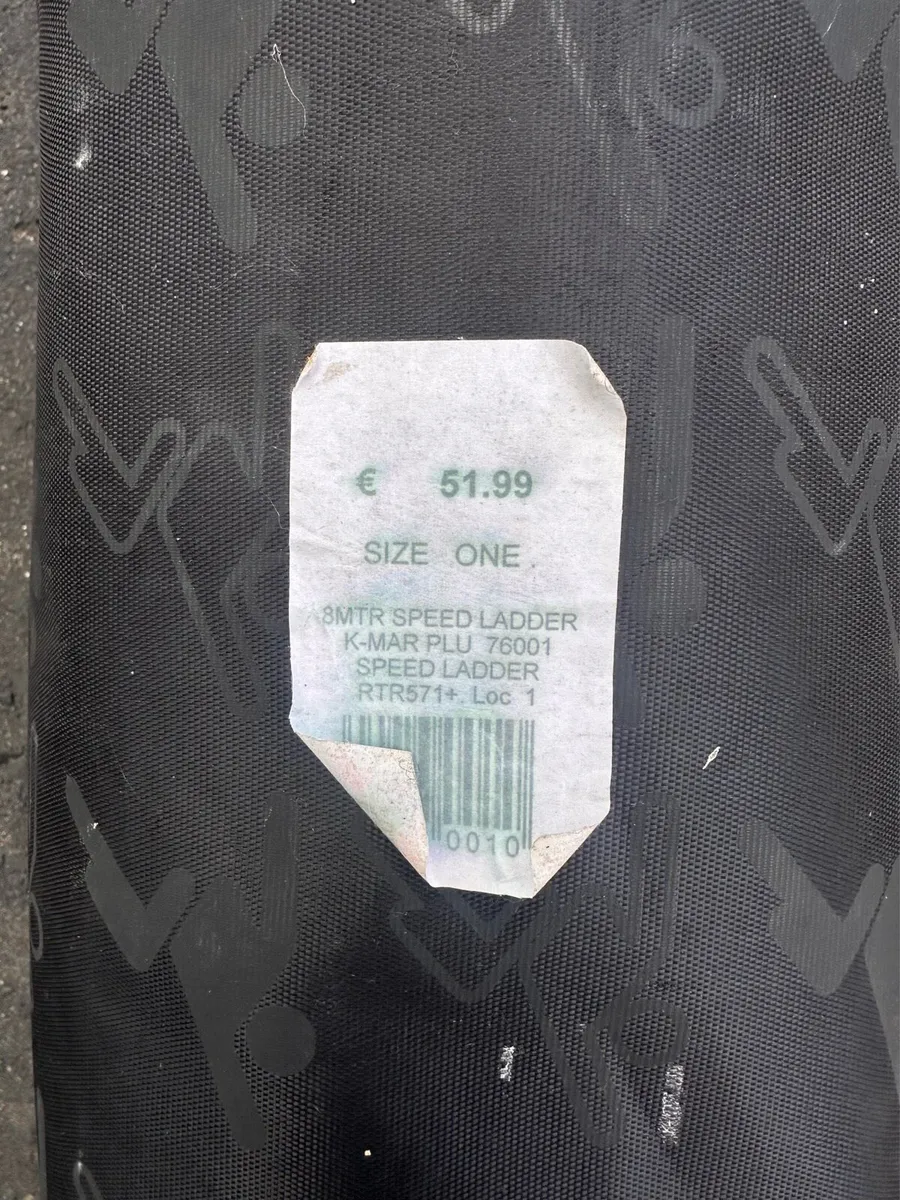 € 51.99
SIZE ONE .
8MTR SPEED LADDER
K-MAR PLU 76001
SPEED LADDER
RTR571+ Loc 1
0010